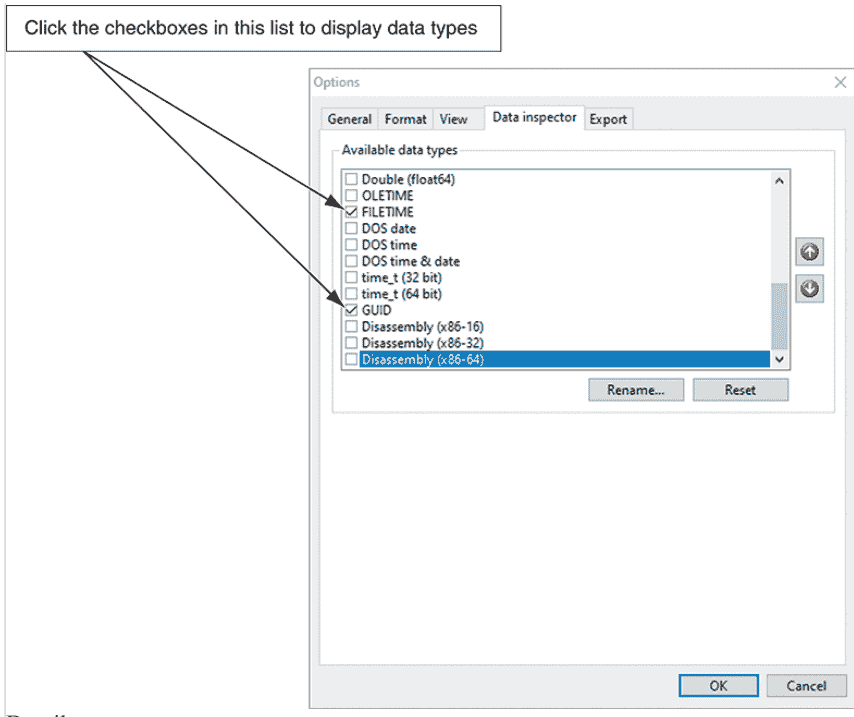 Click the checkboxes in this list to display data types
Options
General Format View Data inspector Export
Available data types
Double (float64)
OLETIME
FILETIME
DOS date
DOS time
DOS time & date
time_t (32 bit)
time_t (64 bit)
GUID
Disassembly (x86-16)
Disassembly (x86-32)
Disassembly (x86-64)
Rename... Reset
OK Cancel